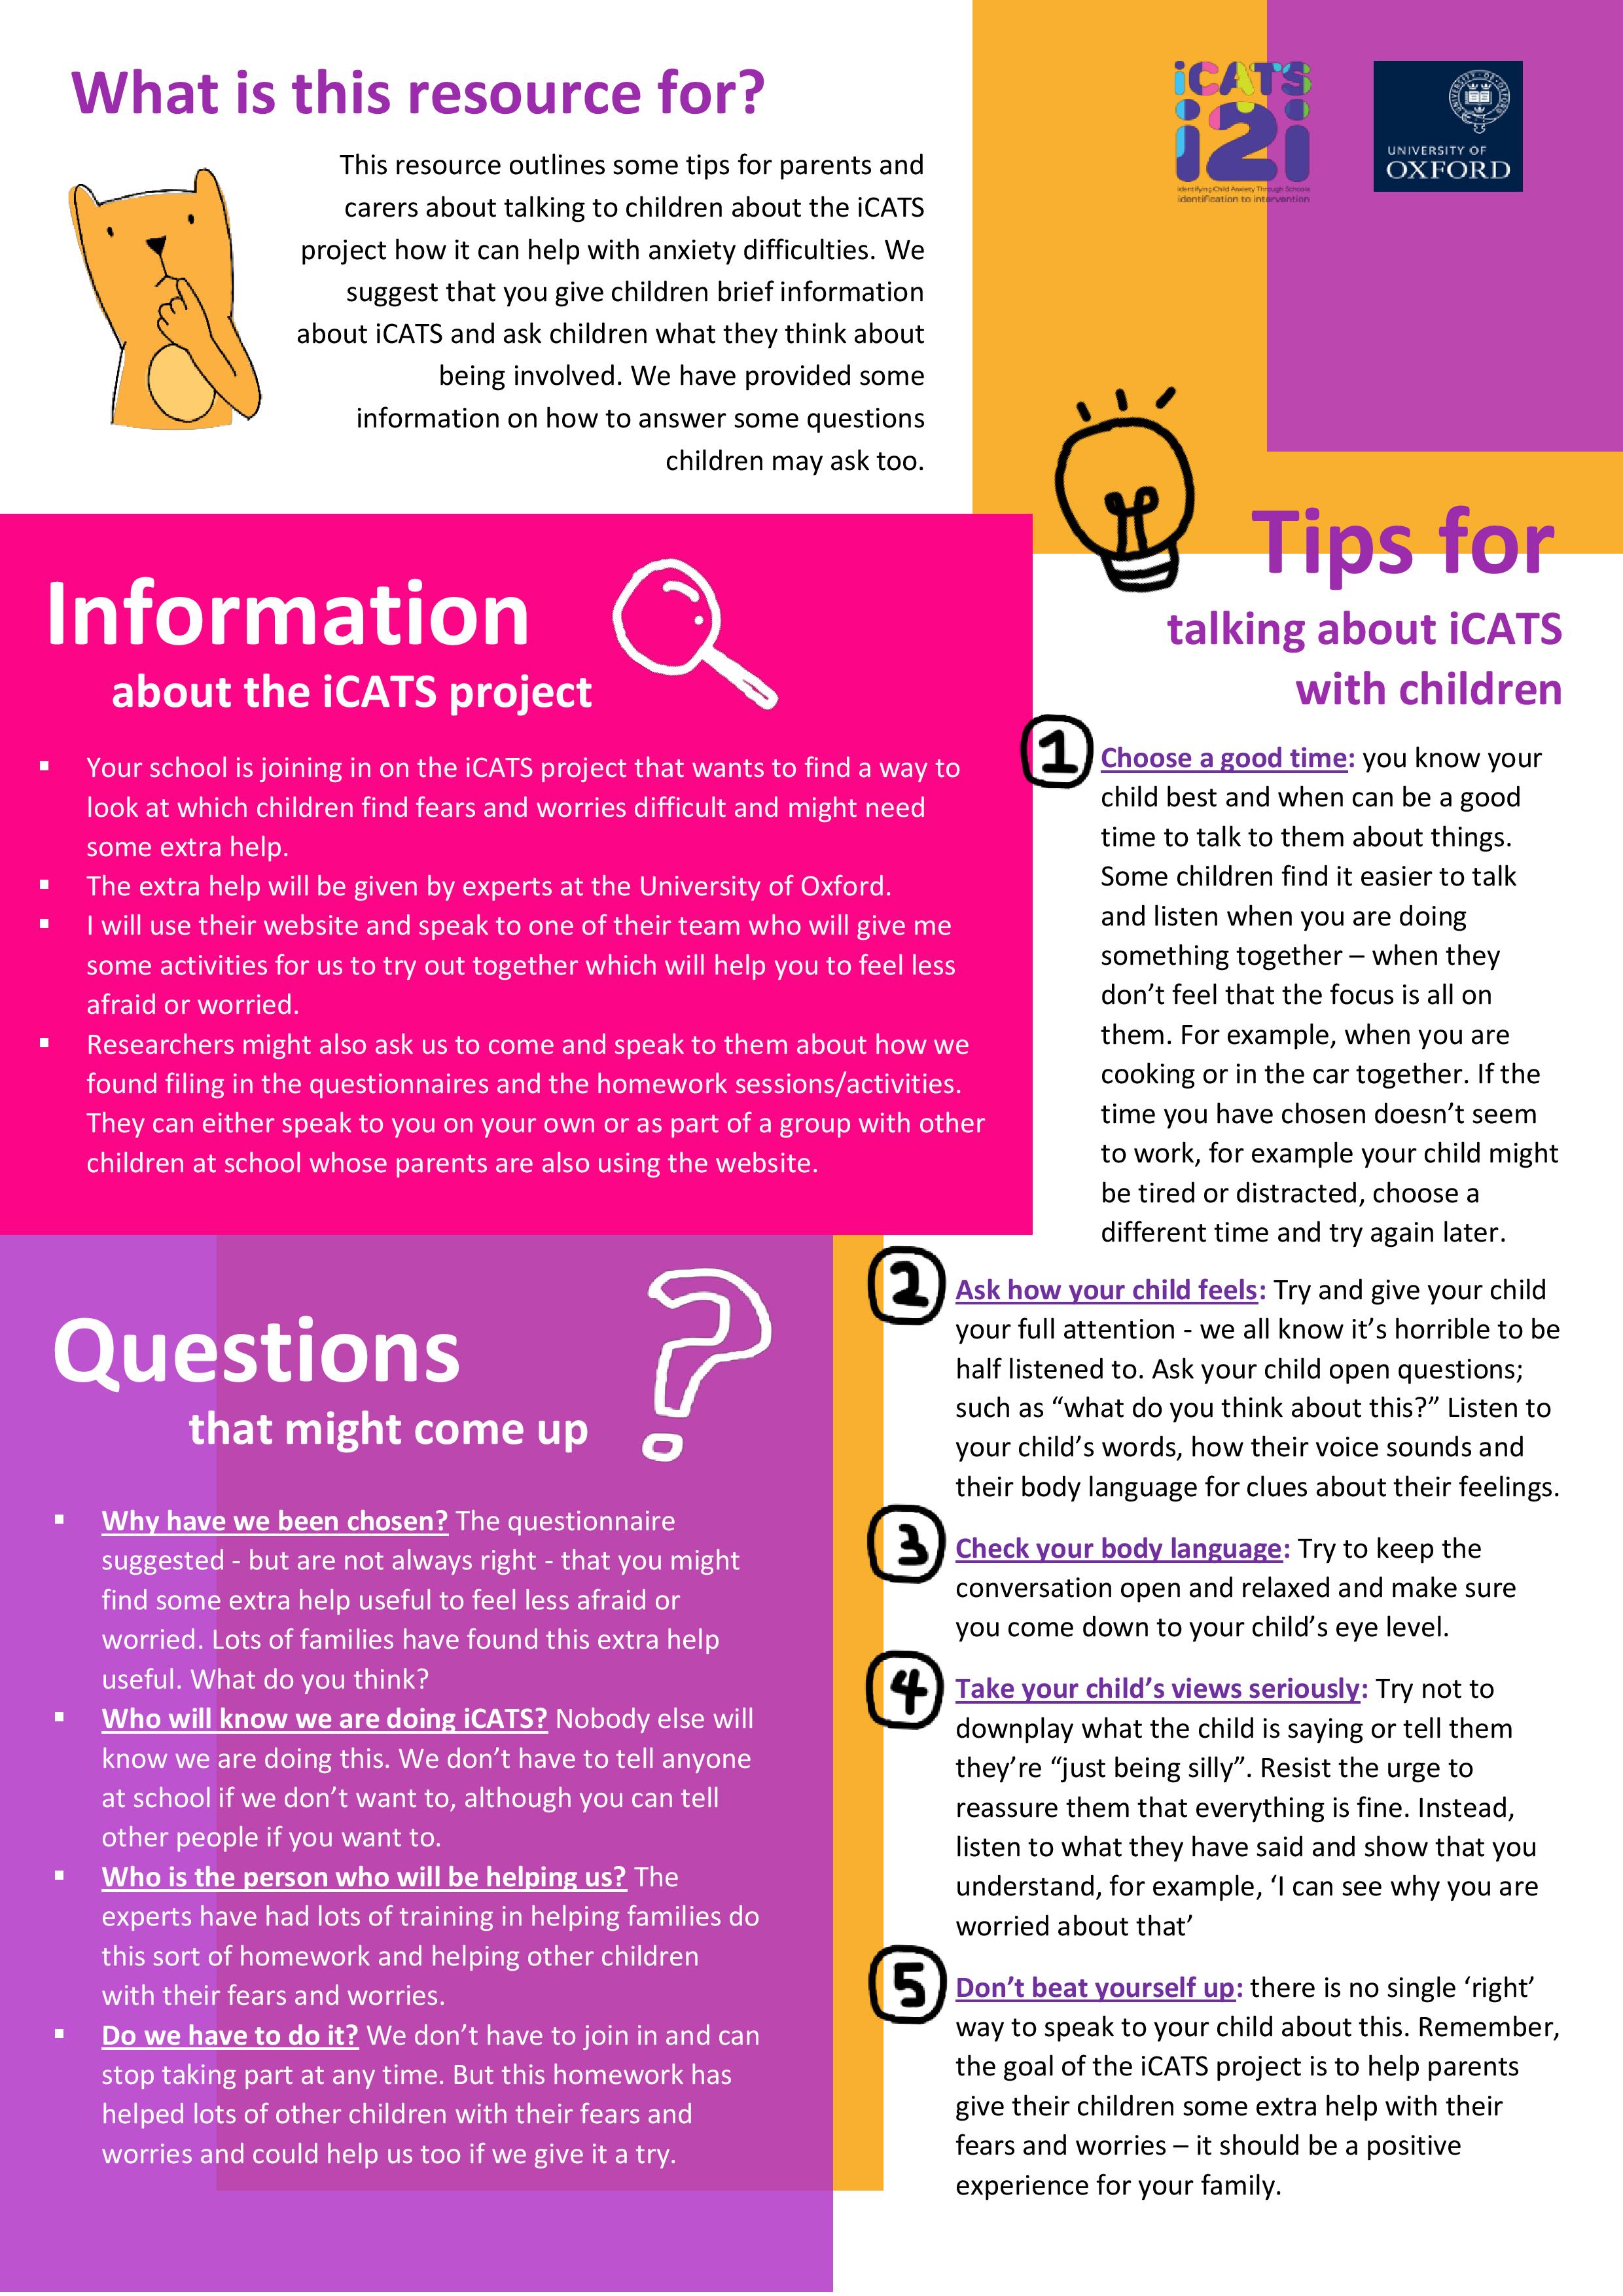 What is this resource for?
This resource outlines some tips for parents and
carers about talking to children about the iCATS
project how it can help with anxiety difficulties. We
suggest that you give children brief information
about iCATS and ask children what they think about
being involved. We have provided some
information on how to answer some questions
children may ask too.
iCATS
i2i
Identifying Child Anxiety Through Schools
identification to intervention
UNIVERSITY OF
OXFORD
Information
about the iCATS project
▪ Your school is joining in on the iCATS project that wants to find a way to
look at which children find fears and worries difficult and might need
some extra help.
▪ The extra help will be given by experts at the University of Oxford.
▪ I will use their website and speak to one of their team who will give me
some activities for us to try out together which will help you to feel less
afraid or worried.
▪ Researchers might also ask us to come and speak to them about how we
found filing in the questionnaires and the homework sessions/activities.
They can either speak to you on your own or as part of a group with other
children at school whose parents are also using the website.
Questions
that might come up
▪ Why have we been chosen? The questionnaire
suggested - but are not always right - that you might
find some extra help useful to feel less afraid or
worried. Lots of families have found this extra help
useful. What do you think?
▪ Who will know we are doing iCATS? Nobody else will
know we are doing this. We don’t have to tell anyone
at school if we don’t want to, although you can tell
other people if you want to.
▪ Who is the person who will be helping us? The
experts have had lots of training in helping families do
this sort of homework and helping other children
with their fears and worries.
▪ Do we have to do it? We don’t have to join in and can
stop taking part at any time. But this homework has
helped lots of other children with their fears and
worries and could help us too if we give it a try.
Tips for
talking about iCATS
with children
1 Choose a good time: you know your
child best and when can be a good
time to talk to them about things.
Some children find it easier to talk
and listen when you are doing
something together – when they
don’t feel that the focus is all on
them. For example, when you are
cooking or in the car together. If the
time you have chosen doesn’t seem
to work, for example your child might
be tired or distracted, choose a
different time and try again later.
2 Ask how your child feels: Try and give your child
your full attention - we all know it’s horrible to be
half listened to. Ask your child open questions;
such as “what do you think about this?” Listen to
your child’s words, how their voice sounds and
their body language for clues about their feelings.
3 Check your body language: Try to keep the
conversation open and relaxed and make sure
you come down to your child’s eye level.
4 Take your child’s views seriously: Try not to
downplay what the child is saying or tell them
they’re “just being silly”. Resist the urge to
reassure them that everything is fine. Instead,
listen to what they have said and show that you
understand, for example, ‘I can see why you are
worried about that’
5 Don’t beat yourself up: there is no single ‘right’
way to speak to your child about this. Remember,
the goal of the iCATS project is to help parents
give their children some extra help with their
fears and worries – it should be a positive
experience for your family.